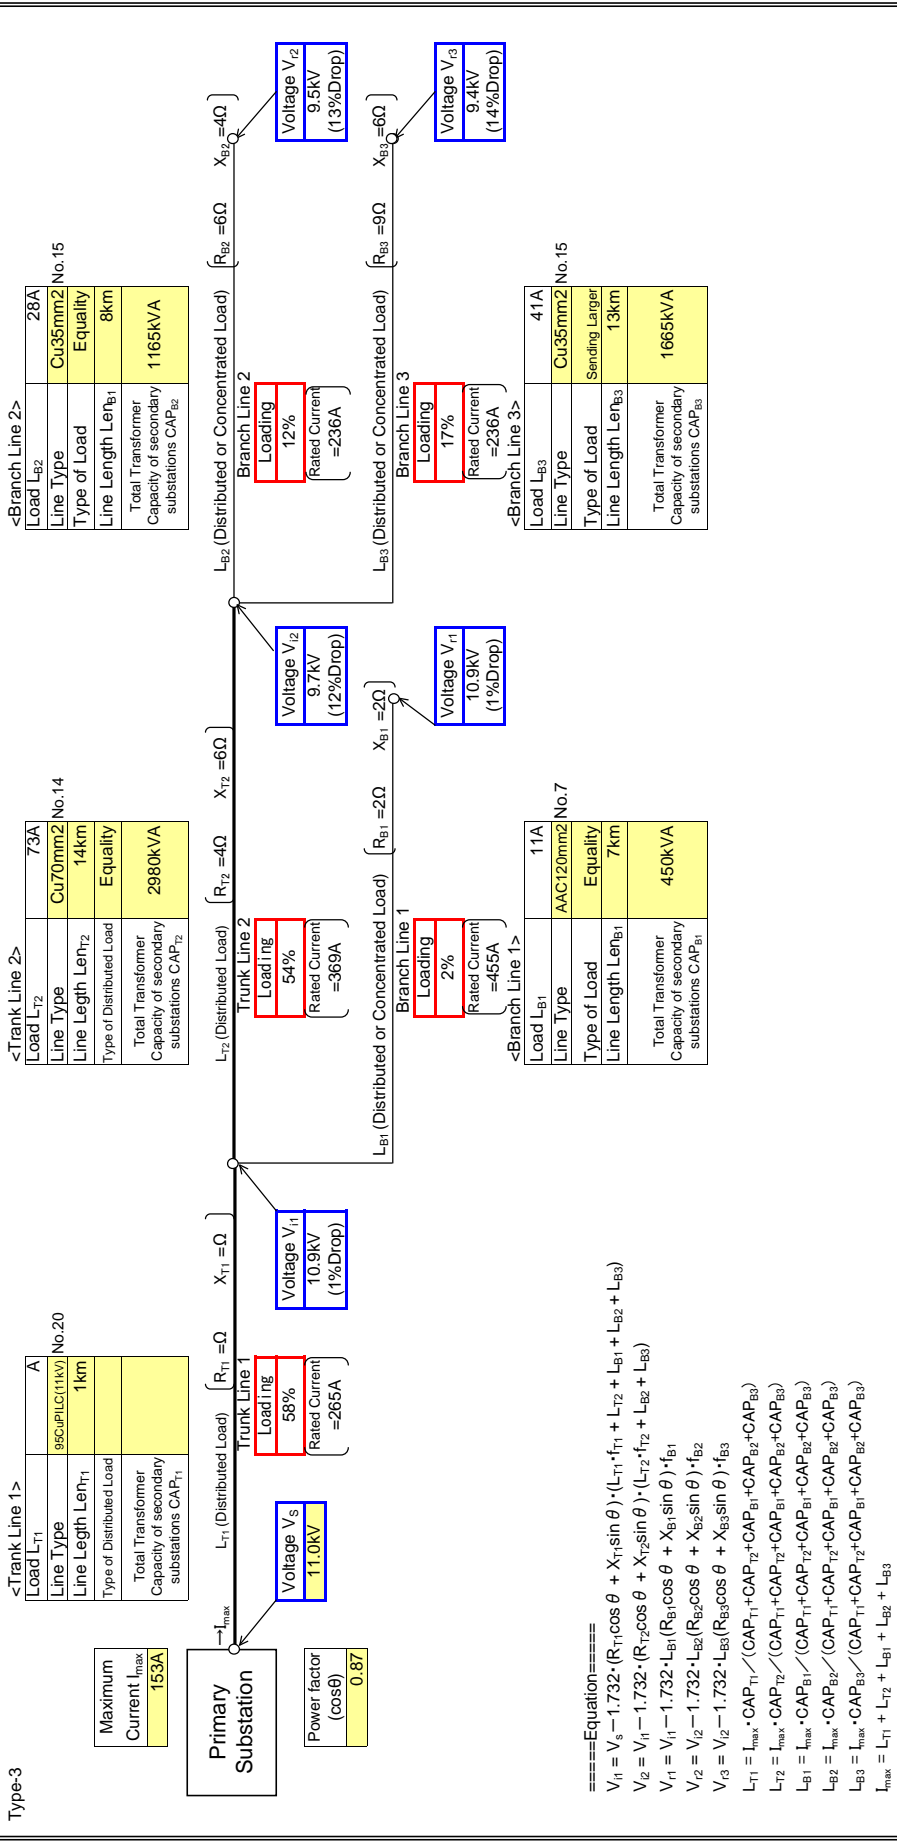 Type-3
Maximum
Current Imax
153A
Primary
Substation
Power factor
(cosθ)
0.87
→Imax
Voltage VS
11.0kV
<Trank Line 1>
Load LT1 A
Line Type 95CuPILC(11kV) No.20
Line Legth LenT1 1km
Type of Distributed Load
Total Transformer
Capacity of secondary
substations CAPT1
LT1 (Distributed Load) (RT1 =Ω XT1 =Ω)
Trunk Line 1
Loading
58%
(Rated Current
=265A)
Voltage Vi1
10.9kV
(1%Drop)
<Trank Line 2>
Load LT2 73A
Line Type Cu70mm2 No.14
Line Legth LenT2 14km
Type of Distributed Load Equality
Total Transformer
Capacity of secondary
substations CAPT2
2980kVA
LT2 (Distributed Load) (RT2 =4Ω XT2 =6Ω)
Trunk Line 2
Loading
54%
(Rated Current
=369A)
Voltage Vi2
9.7kV
(12%Drop)
LB1 (Distributed or Concentrated Load) (RB1 =2Ω XB1 =2Ω)
Branch Line 1
Loading
2%
(Rated Current
=455A)
Voltage Vr1
10.9kV
(1%Drop)
<Branch Line 1>
Load LB1 11A
Line Type AAC120mm2 No.7
Type of Load Equality
Line Length LenB1 7km
Total Transformer
Capacity of secondary
substations CAPB1
450kVA
<Branch Line 2>
Load LB2 28A
Line Type Cu35mm2 No.15
Type of Load Equality
Line Length LenB1 8km
Total Transformer
Capacity of secondary
substations CAPB2
1165kVA
LB2 (Distributed or Concentrated Load) (RB2 =6Ω XB2 =4Ω)
Branch Line 2
Loading
12%
(Rated Current
=236A)
Voltage Vr2
9.5kV
(13%Drop)
LB3 (Distributed or Concentrated Load) (RB3 =9Ω XB3 =6Ω)
Branch Line 3
Loading
17%
(Rated Current
=236A)
Voltage Vr3
9.4kV
(14%Drop)
<Branch Line 3>
Load LB3 41A
Line Type Cu35mm2 No.15
Type of Load Sending Larger
Line Length LenB3 13km
Total Transformer
Capacity of secondary
substations CAPB3
1665kVA
=====Equation=====
Vi1 = Vs−1.732・(RT1cos θ + XT1sin θ)・(LT1・fT1 + LT2 + LB1 + LB2 + LB3)
Vi2 = Vi1−1.732・(RT2cos θ + XT2sin θ)・(LT2・fT2 + LB2 + LB3)
Vr1 = Vi1−1.732・LB1(RB1cos θ + XB1sin θ)・fB1
Vr2 = Vi2−1.732・LB2(RB2cos θ + XB2sin θ)・fB2
Vr3 = Vi2−1.732・LB3(RB3cos θ + XB3sin θ)・fB3
LT1 = Imax・CAPT1/(CAPT1+CAPT2+CAPB1+CAPB2+CAPB3)
LT2 = Imax・CAPT2/(CAPT1+CAPT2+CAPB1+CAPB2+CAPB3)
LB1 = Imax・CAPB1/(CAPT1+CAPT2+CAPB1+CAPB2+CAPB3)
LB2 = Imax・CAPB2/(CAPT1+CAPT2+CAPB1+CAPB2+CAPB3)
LB3 = Imax・CAPB3/(CAPT1+CAPT2+CAPB1+CAPB2+CAPB3)
Imax = LT1 + LT2 + LB1 + LB2 + LB3